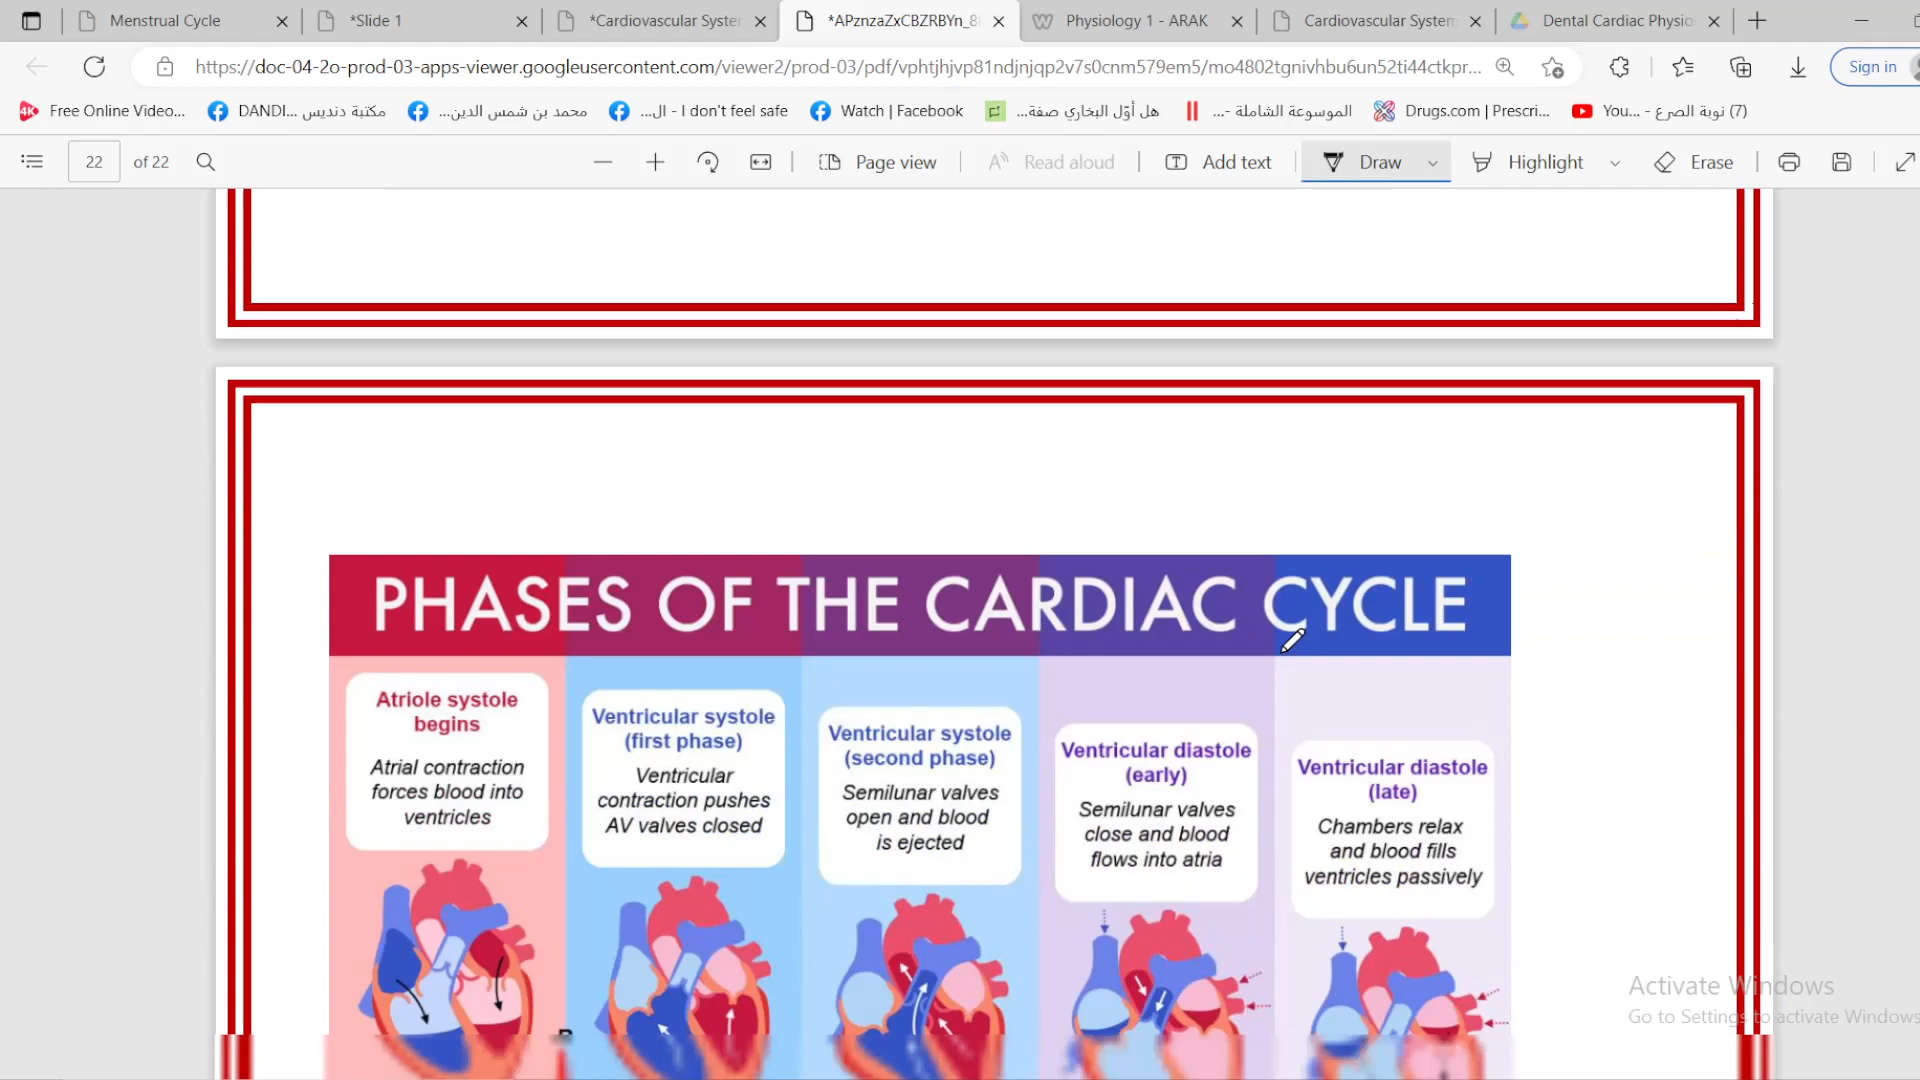 Menstrual Cycle
*Slide 1
*Cardiovascular Syster
*APznzaZxCBZRBYn_8
Physiology 1 - ARAK
Cardiovascular System
Dental Cardiac Physio
https://doc-04-2o-prod-03-apps-viewer.googleusercontent.com/viewer2/prod-03/pdf/vphtjhjvp81ndjnjqp2v7s0cnm579em5/mo4802tgnivhbu6un52ti44ctkpr...
Sign in
Free Online Video...
DANDI... مكتبة دنديس
محمد بن شمس الدين...
ال... - I don't feel safe
Watch | Facebook
هل أوّل البخاري صفة...
الموسوعة الشاملة -...
Drugs.com | Prescri...
(7) نوبة الصرع - You...
22 of 22
Page view
Read aloud
Add text
Draw
Highlight
Erase
PHASES OF THE CARDIAC CYCLE
Atriole systole
begins
Atrial contraction
forces blood into
ventricles
Ventricular systole
(first phase)
Ventricular
contraction pushes
AV valves closed
Ventricular systole
(second phase)
Semilunar valves
open and blood
is ejected
Ventricular diastole
(early)
Semilunar valves
close and blood
flows into atria
Ventricular diastole
(late)
Chambers relax
and blood fills
ventricles passively
Activate Windows
Go to Settings to activate Windows